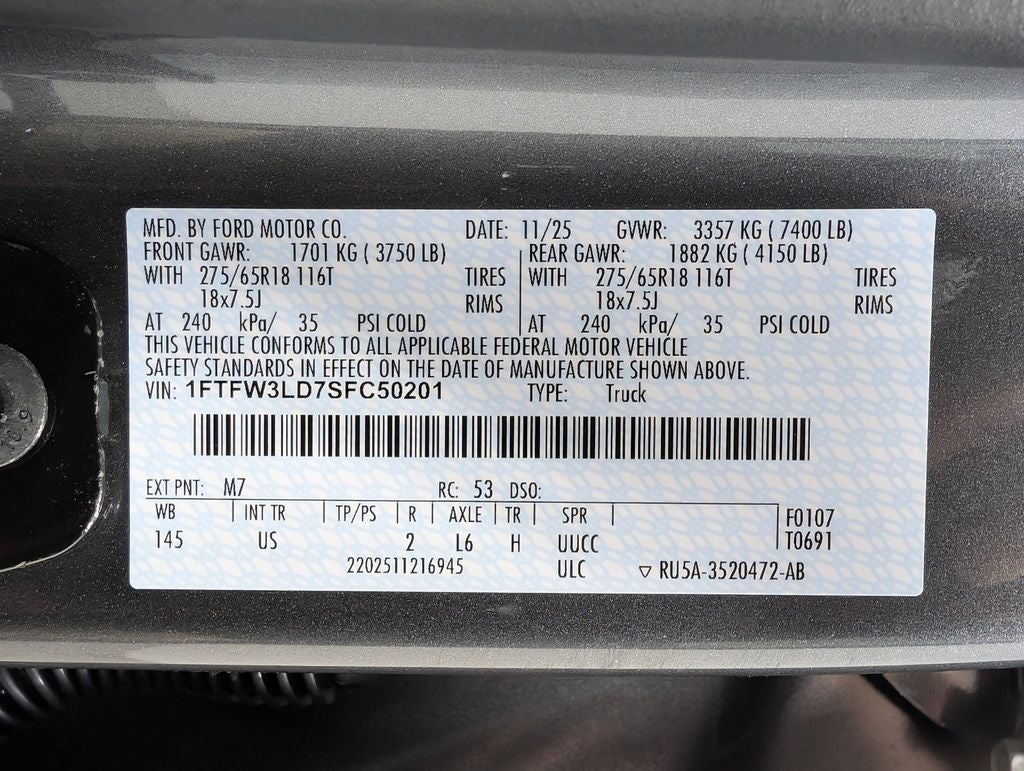 MFD. BY FORD MOTOR CO. DATE: 11/25 GVWR: 3357 KG ( 7400 LB)
FRONT GAWR: 1701 KG ( 3750 LB) REAR GAWR: 1882 KG ( 4150 LB)
WITH 275/65R18 116T TIRES WITH 275/65R18 116T TIRES
18x7.5J RIMS 18x7.5J RIMS
AT 240 kPa/ 35 PSI COLD AT 240 kPa/ 35 PSI COLD
THIS VEHICLE CONFORMS TO ALL APPLICABLE FEDERAL MOTOR VEHICLE
SAFETY STANDARDS IN EFFECT ON THE DATE OF MANUFACTURE SHOWN ABOVE.
VIN: 1FTFW3LD7SFC50201 TYPE: Truck
EXT PNT: M7 RC: 53 DSO:
WB | INT TR | TP/PS | R | AXLE | TR | SPR | F0107
145 US 2 L6 H UUCC T0691
2202511216945 ULC ▽ RU5A-3520472-AB